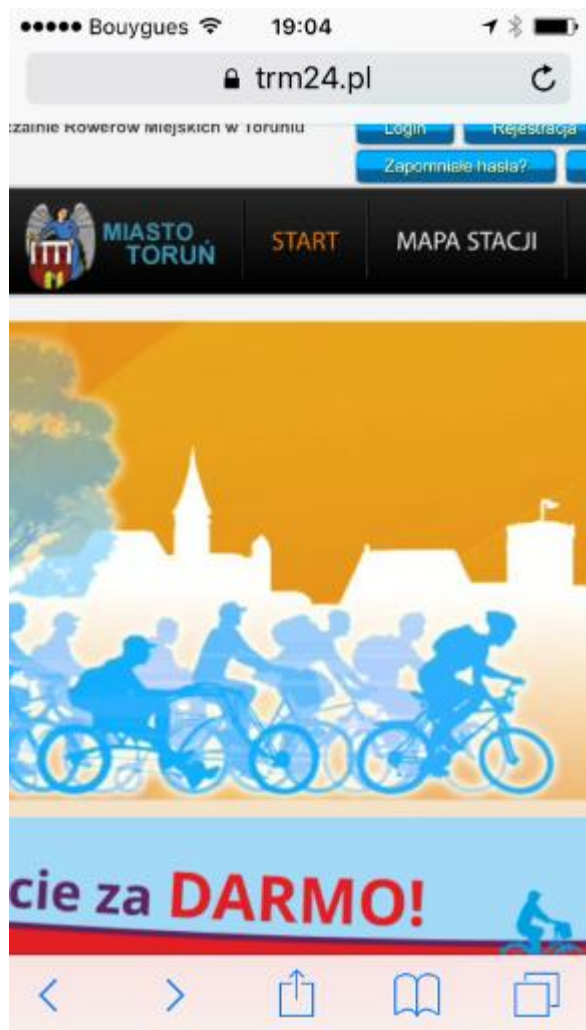 Bouygues 19:04
trm24.pl
Rowerów Miejskich w Toruniu
Login Rejestracja
Zapomniałe hasła?
MIASTO TORUŃ START MAPA STACJI
cie za DARMO!